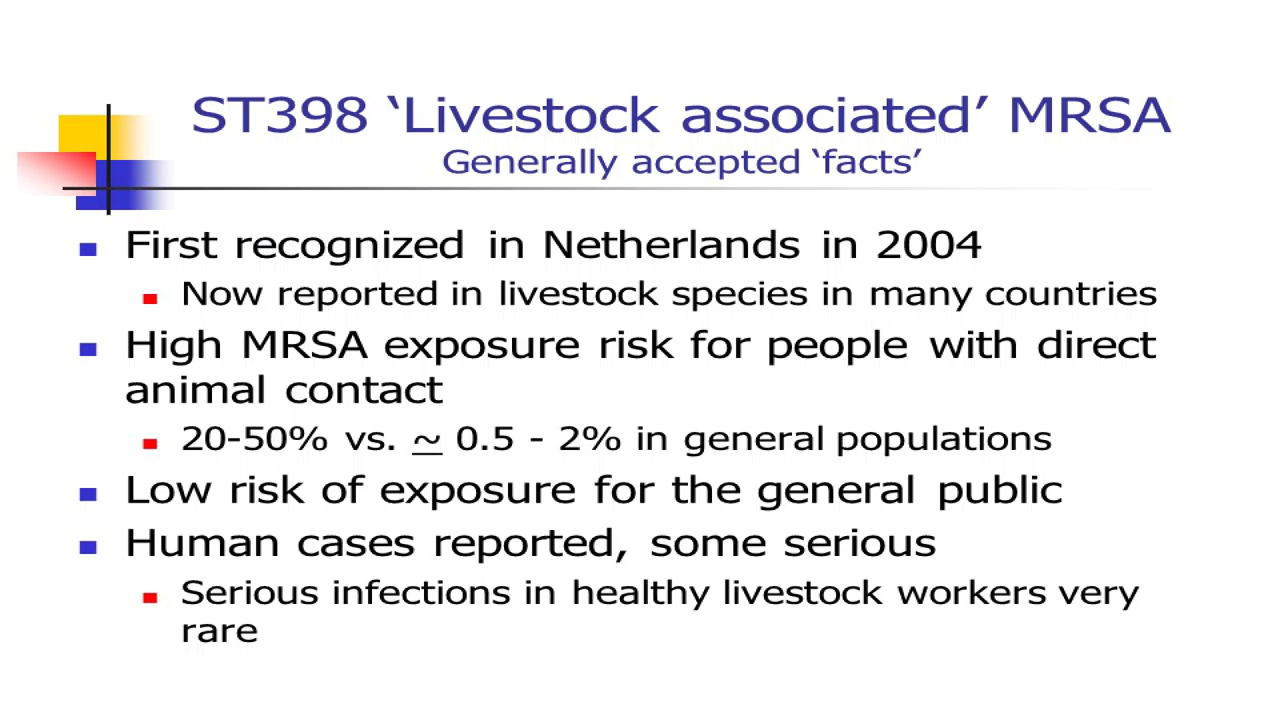 ST398 ‘Livestock associated’ MRSA
Generally accepted ‘facts’
First recognized in Netherlands in 2004
Now reported in livestock species in many countries
High MRSA exposure risk for people with direct
animal contact
20-50% vs. ~ 0.5 - 2% in general populations
Low risk of exposure for the general public
Human cases reported, some serious
Serious infections in healthy livestock workers very
rare